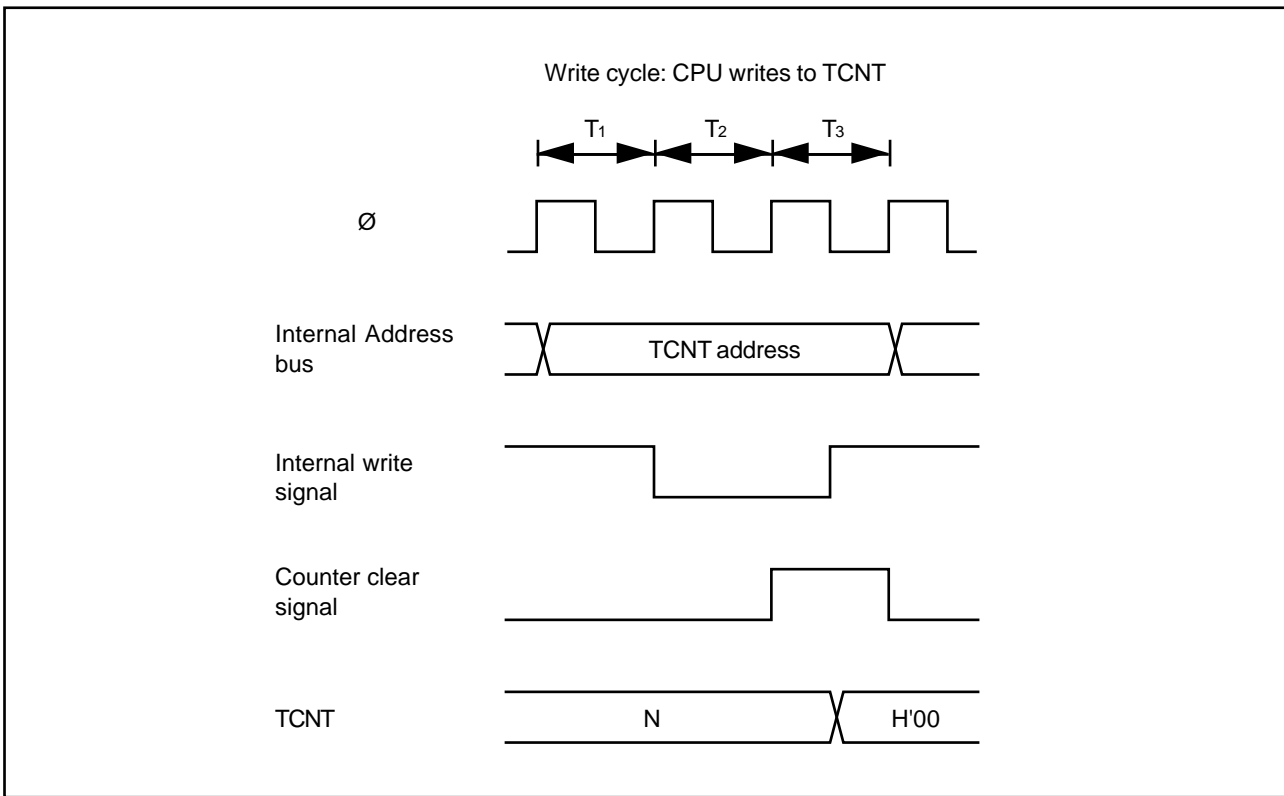 Write cycle: CPU writes to TCNT
T1 T2 T3
Ø
Internal Address
bus
TCNT address
Internal write
signal
Counter clear
signal
TCNT N H'00